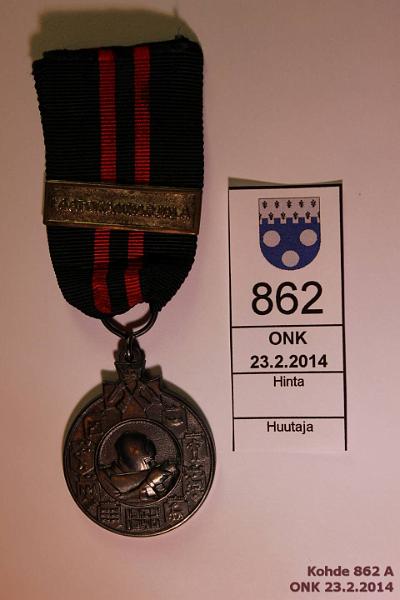 862
ONK
23.2.2014
Hinta
Huutaja
Kohde 862 A
ONK 23.2.2014